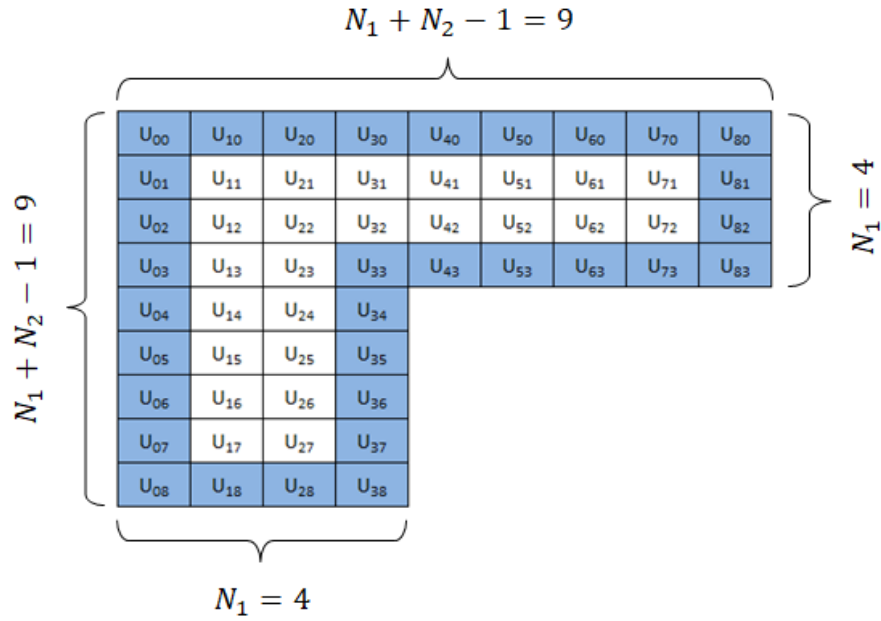 N₁ + N₂ − 1 = 9
U₀₀ U₁₀ U₂₀ U₃₀ U₄₀ U₅₀ U₆₀ U₇₀ U₈₀
U₀₁ U₁₁ U₂₁ U₃₁ U₄₁ U₅₁ U₆₁ U₇₁ U₈₁
U₀₂ U₁₂ U₂₂ U₃₂ U₄₂ U₅₂ U₆₂ U₇₂ U₈₂
U₀₃ U₁₃ U₂₃ U₃₃ U₄₃ U₅₃ U₆₃ U₇₃ U₈₃
U₀₄ U₁₄ U₂₄ U₃₄
U₀₅ U₁₅ U₂₅ U₃₅
U₀₆ U₁₆ U₂₆ U₃₆
U₀₇ U₁₇ U₂₇ U₃₇
U₀₈ U₁₈ U₂₈ U₃₈
N₁ + N₂ − 1 = 9
N₁ = 4
N₁ = 4